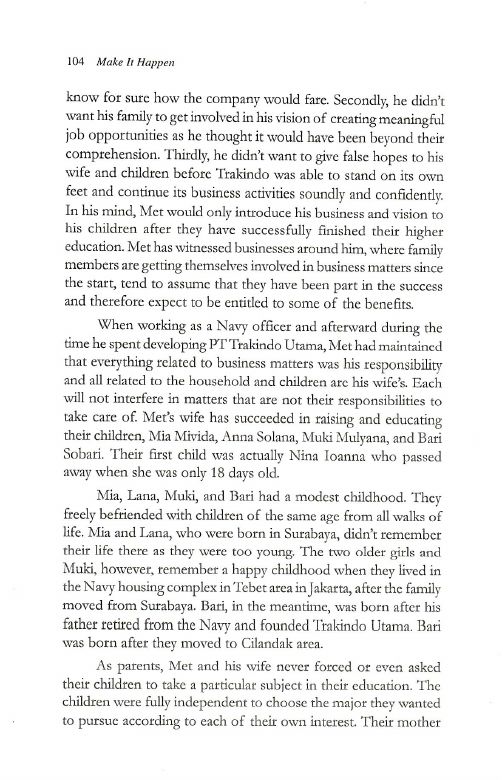 104 Make It Happen
know for sure how the company would fare. Secondly, he didn't
want his family to get involved in his vision of creating meaningful
job opportunities as he thought it would have been beyond their
comprehension. Thirdly, he didn't want to give false hopes to his
wife and children before Trakindo was able to stand on its own
feet and continue its business activities soundly and confidently.
In his mind, Met would only introduce his business and vision to
his children after they have successfully finished their higher
education. Met has witnessed businesses around him, where family
members are getting themselves involved in business matters since
the start, tend to assume that they have been part in the success
and therefore expect to be entitled to some of the benefits.
When working as a Navy officer and afterward during the
time he spent developing PT Trakindo Utama, Met had maintained
that everything related to business matters was his responsibility
and all related to the household and children are his wife's. Each
will not interfere in matters that are not their responsibilities to
take care of. Met's wife has succeeded in raising and educating
their children, Mia Mivida, Anna Solana, Muki Mulyana, and Bari
Sobari. Their first child was actually Nina Ioanna who passed
away when she was only 18 days old.
Mia, Lana, Muki, and Bari had a modest childhood. They
freely befriended with children of the same age from all walks of
life. Mia and Lana, who were born in Surabaya, didn't remember
their life there as they were too young. The two older girls and
Muki, however, remember a happy childhood when they lived in
the Navy housing complex in Tebet area in Jakarta, after the family
moved from Surabaya. Bari, in the meantime, was born after his
father retired from the Navy and founded Trakindo Utama. Bari
was born after they moved to Cilandak area.
As parents, Met and his wife never forced or even asked
their children to take a particular subject in their education. The
children were fully independent to choose the major they wanted
to pursue according to each of their own interest. Their mother